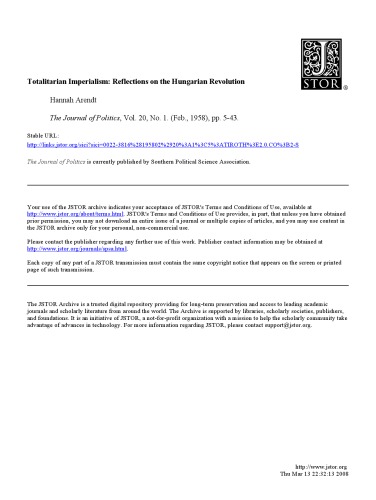 JSTOR
®
Totalitarian Imperialism: Reflections on the Hungarian Revolution
Hannah Arendt
The Journal of Politics, Vol. 20, No. 1. (Feb., 1958), pp. 5-43.
Stable URL:
http://links.jstor.org/sici?sici=0022-3816%28195802%2920%3A1%3C5%3ATIROTH%3E2.0.CO%3B2-S
The Journal of Politics is currently published by Southern Political Science Association.
Your use of the JSTOR archive indicates your acceptance of JSTOR's Terms and Conditions of Use, available at
http://www.jstor.org/about/terms.html. JSTOR's Terms and Conditions of Use provides, in part, that unless you have obtained
prior permission, you may not download an entire issue of a journal or multiple copies of articles, and you may use content in
the JSTOR archive only for your personal, non-commercial use.
Please contact the publisher regarding any further use of this work. Publisher contact information may be obtained at
http://www.jstor.org/journals/spsa.html.
Each copy of any part of a JSTOR transmission must contain the same copyright notice that appears on the screen or printed
page of such transmission.
The JSTOR Archive is a trusted digital repository providing for long-term preservation and access to leading academic
journals and scholarly literature from around the world. The Archive is supported by libraries, scholarly societies, publishers,
and foundations. It is an initiative of JSTOR, a not-for-profit organization with a mission to help the scholarly community take
advantage of advances in technology. For more information regarding JSTOR, please contact support@jstor.org.
http://www.jstor.org
Thu Mar 13 22:32:13 2008